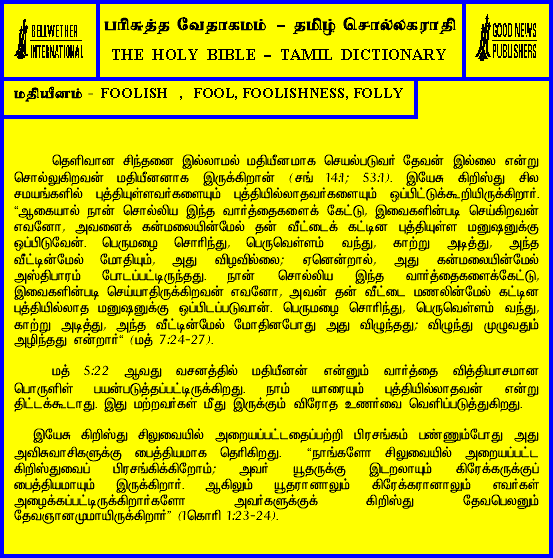 BELLWETHER
INTERNATIONAL
பரிசுத்த வேதாகமம் – தமிழ் சொல்லகராதி
THE HOLY BIBLE – TAMIL DICTIONARY
GOOD NEWS
PUBLISHERS
மதியீனம் - FOOLISH , FOOL, FOOLISHNESS, FOLLY
தெளிவான சிந்தனை இல்லாமல் மதியீனமாக செயல்படுவர் தேவன் இல்லை என்று
சொல்லுகிறவன் மதியீனனாக இருக்கிறான் (சங் 14:1; 53:1). இயேசு கிறிஸ்து சில
சமயங்களில் புத்தியுள்ளவர்களையும் புத்தியில்லாதவர்களையும் ஒப்பிட்டுக்கூறியிருக்கிறார்.
“ஆகையால் நான் சொல்லிய இந்த வார்த்தைகளைக் கேட்டு, இவைகளின்படி செய்கிறவன்
எவனோ, அவனைக் கன்மலையின்மேல் தன் வீட்டைக் கட்டின புத்தியுள்ள மனுஷனுக்கு
ஒப்பிடுவேன். பெருமழை சொரிந்து, பெருவெள்ளம் வந்து, காற்று அடித்து, அந்த
வீட்டின்மேல் மோதியும், அது விழவில்லை; ஏனென்றால், அது கன்மலையின்மேல்
அஸ்திபாரம் போடப்பட்டிருந்தது. நான் சொல்லிய இந்த வார்த்தைகளைக்கேட்டு,
இவைகளின்படி செய்யாதிருக்கிறவன் எவனோ, அவன் தன் வீட்டை மணலின்மேல் கட்டின
புத்தியில்லாத மனுஷனுக்கு ஒப்பிடப்படுவான். பெருமழை சொரிந்து, பெருவெள்ளம் வந்து,
காற்று அடித்து, அந்த வீட்டின்மேல் மோதினபோது அது விழுந்தது; விழுந்து முழுவதும்
அழிந்தது என்றார்“ (மத் 7:24-27).
மத் 5:22 ஆவது வசனத்தில் மதியீனன் என்னும் வார்த்தை வித்தியாசமான
பொருளிள் பயன்படுத்தப்பட்டிருக்கிறது. நாம் யாரையும் புத்தியில்லாதவன் என்று
திட்டக்கூடாது. இது மற்றவர்கள் மீது இருக்கும் விரோத உணர்வை வெளிப்படுத்துகிறது.
இயேசு கிறிஸ்து சிலுவையில் அறையப்பட்டதைப்பற்றி பிரசங்கம் பண்ணும்போது அது
அவிசுவாசிகளுக்கு பைத்தியமாக தெரிகிறது. “நாங்களோ சிலுவையில் அறையப்பட்ட
கிறிஸ்துவைப் பிரசங்கிக்கிறோம்; அவர் யூதருக்கு இடறலாயும் கிரேக்கருக்குப்
பைத்தியமாயும் இருக்கிறார். ஆகிலும் யூதரானாலும் கிரேக்கரானாலும் எவர்கள்
அழைக்கப்பட்டிருக்கிறார்களோ அவர்களுக்குக் கிறிஸ்து தேவபெலனும்
தேவஞானமுமாயிருக்கிறார்” (1கொரி 1:23-24).